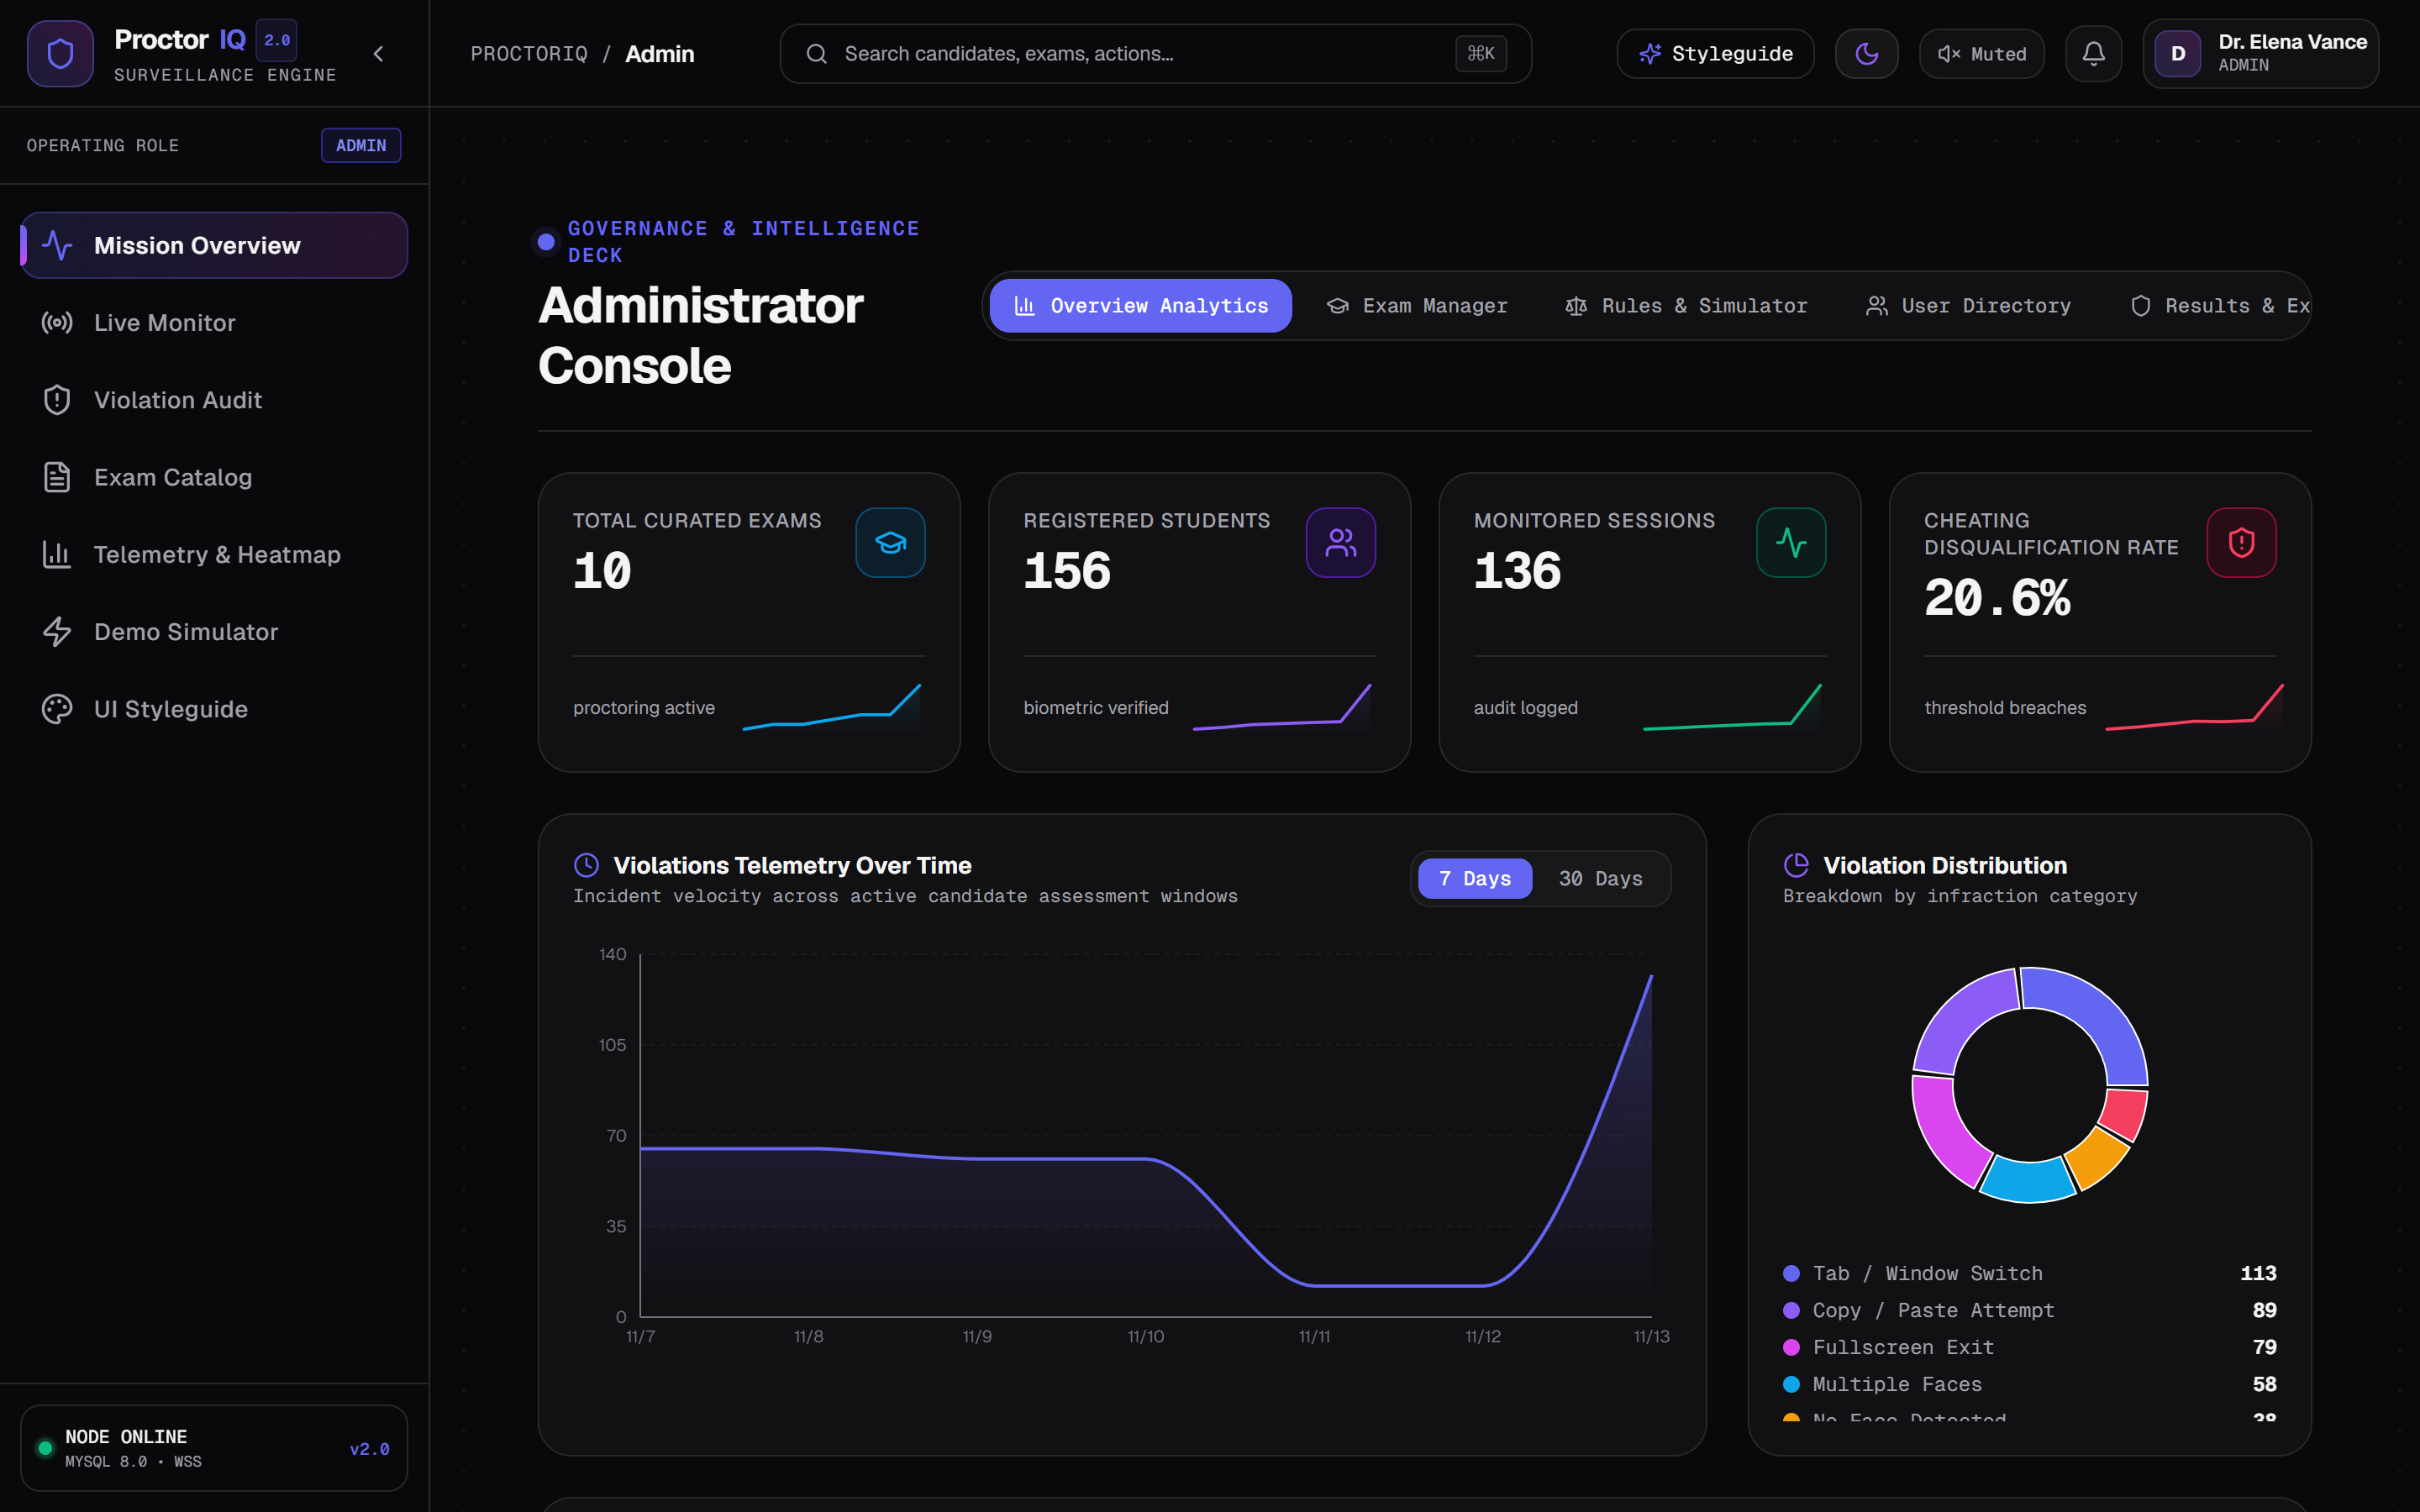 Proctor IQ 2.0
SURVEILLANCE ENGINE
PROCTORIQ / Admin
Search candidates, exams, actions...
⌘K
Styleguide
Muted
D
Dr. Elena Vance
ADMIN
OPERATING ROLE
ADMIN
Mission Overview
Live Monitor
Violation Audit
Exam Catalog
Telemetry & Heatmap
Demo Simulator
UI Styleguide
NODE ONLINE
MYSQL 8.0 • WSS
v2.0
GOVERNANCE & INTELLIGENCE
DECK
Administrator
Console
Overview Analytics
Exam Manager
Rules & Simulator
User Directory
Results & Ex
TOTAL CURATED EXAMS
10
proctoring active
REGISTERED STUDENTS
156
biometric verified
MONITORED SESSIONS
136
audit logged
CHEATING
DISQUALIFICATION RATE
20.6%
threshold breaches
Violations Telemetry Over Time
Incident velocity across active candidate assessment windows
7 Days
30 Days
140
105
70
35
0
11/7
11/8
11/9
11/10
11/11
11/12
11/13
Violation Distribution
Breakdown by infraction category
Tab / Window Switch 113
Copy / Paste Attempt 89
Fullscreen Exit 79
Multiple Faces 58
No Face Detected 38